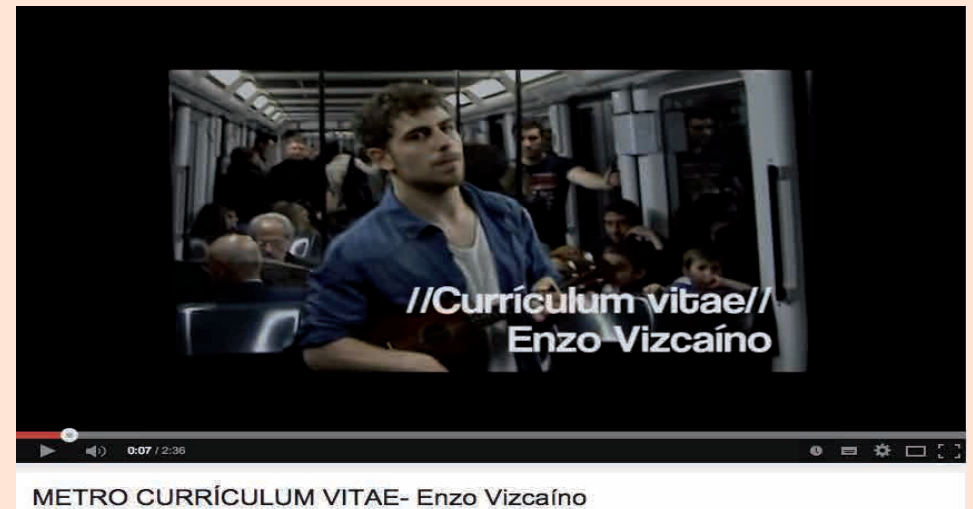 //Currículum vitae//
Enzo Vizcaíno
0:07 / 2:36
METRO CURRÍCULUM VITAE- Enzo Vizcaíno